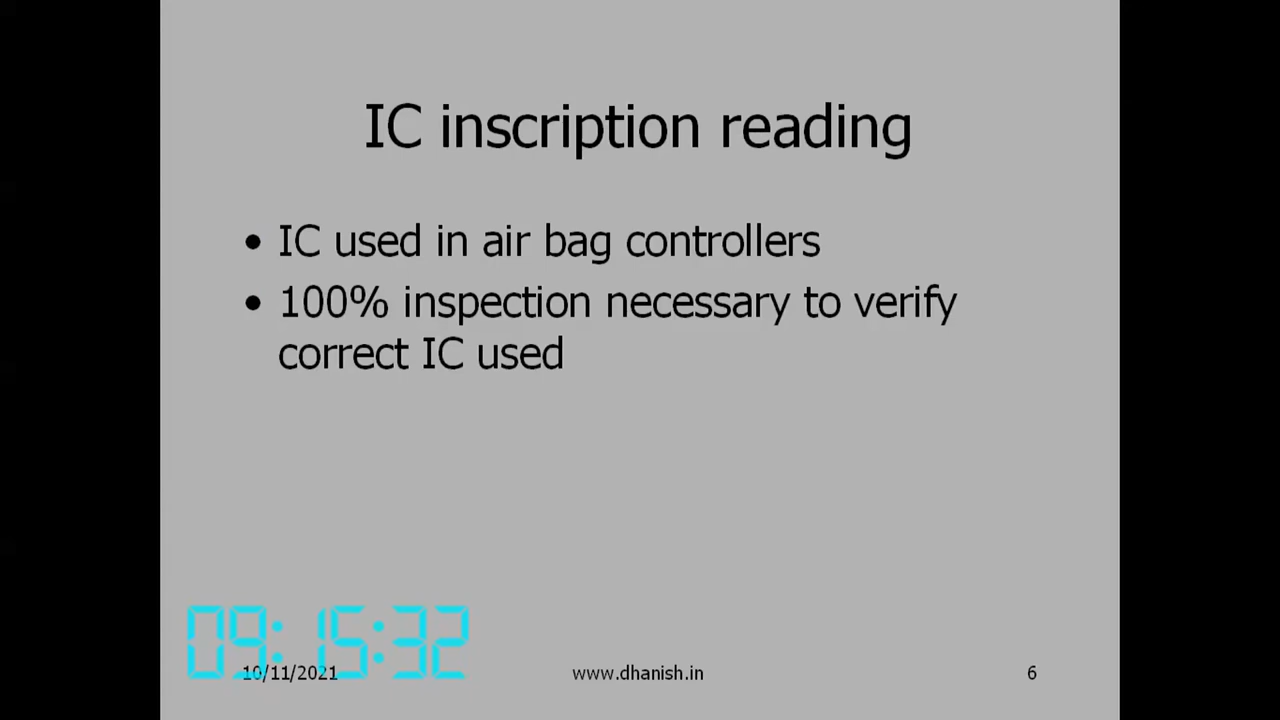 IC inscription reading
• IC used in air bag controllers
• 100% inspection necessary to verify
correct IC used
09:15:32
10/11/2021
www.dhanish.in
6